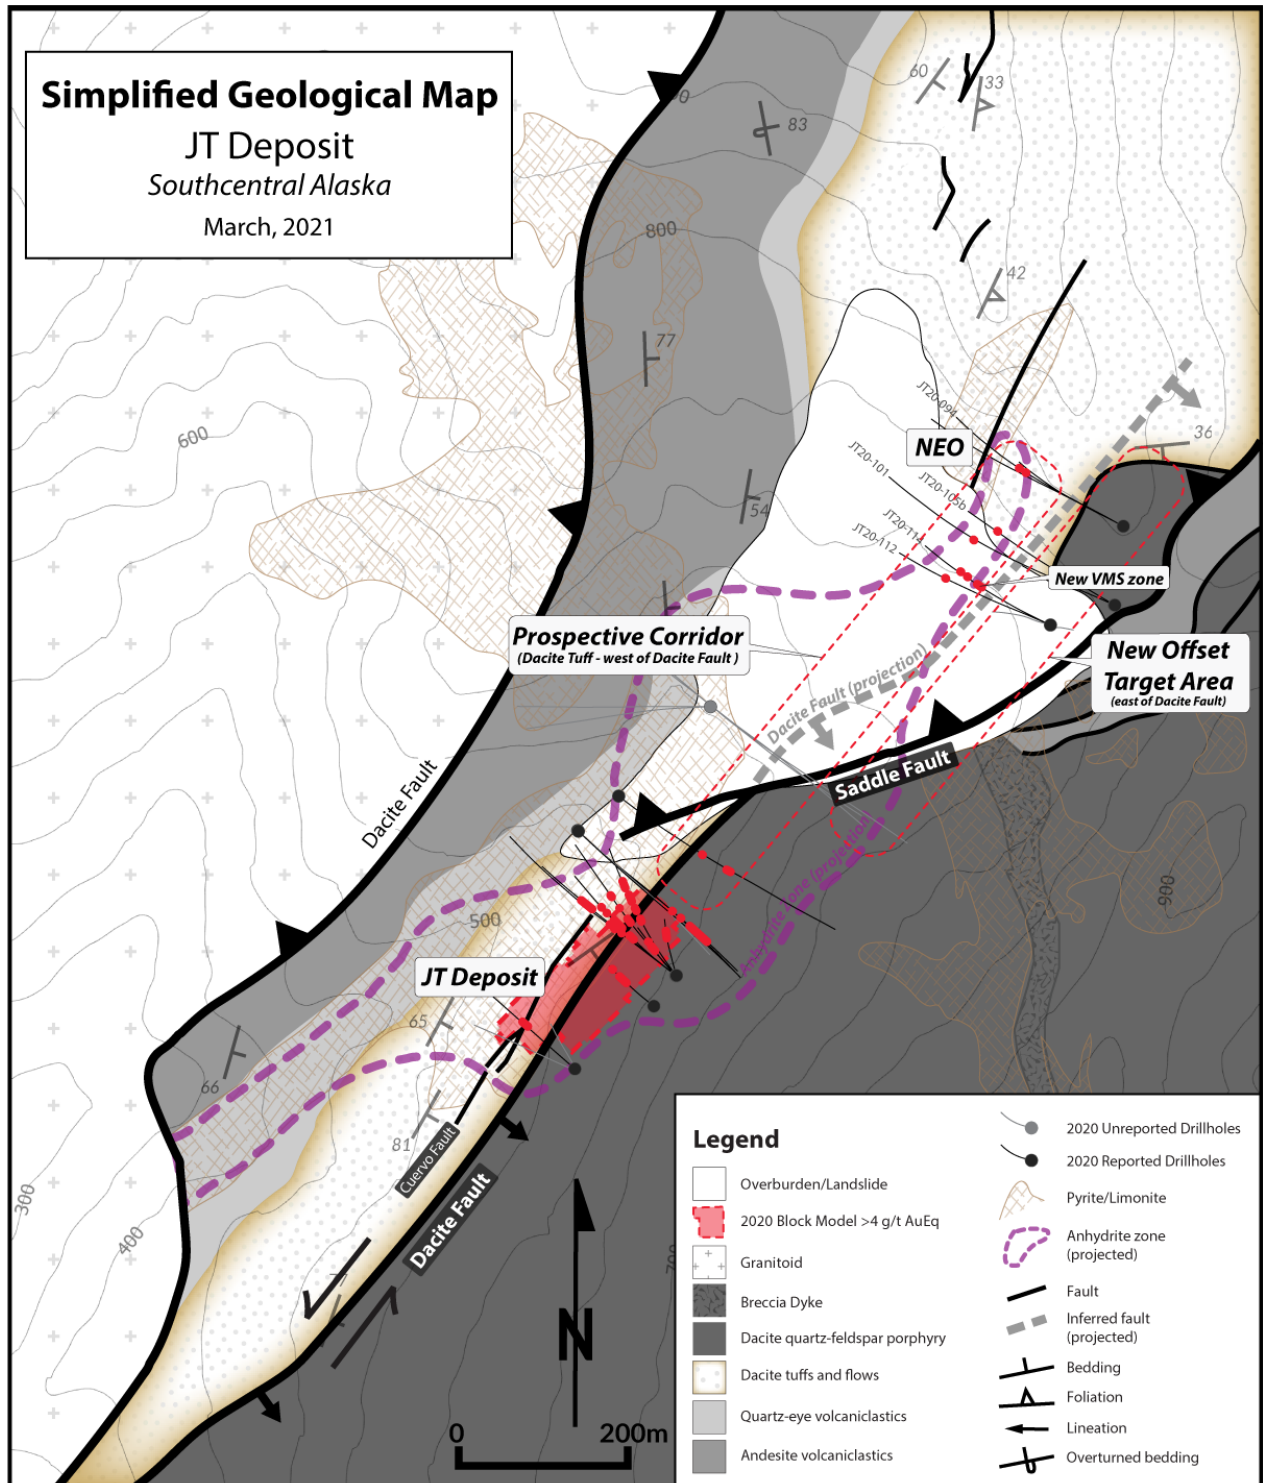 Simplified Geological Map
JT Deposit
Southcentral Alaska
March, 2021
60
33
83
800
42
77
600
JT20-094
36
NEO
JT20-101
JT20-105b
54
JT20-114
JT20-112
New VMS zone
Prospective Corridor
(Dacite Tuff - west of Dacite Fault )
New Offset
Target Area
(east of Dacite Fault)
Dacite Fault (projection)
Saddle Fault
Dacite Fault
Anhydrite Zone (projection)
900
500
JT Deposit
65
66
81
Cuervo Fault
Dacite Fault
300
400
77
N
0 200m
Legend
Overburden/Landslide
2020 Block Model >4 g/t AuEq
Granitoid
Breccia Dyke
Dacite quartz-feldspar porphyry
Dacite tuffs and flows
Quartz-eye volcaniclastics
Andesite volcaniclastics
2020 Unreported Drillholes
2020 Reported Drillholes
Pyrite/Limonite
Anhydrite zone
(projected)
Fault
Inferred fault
(projected)
Bedding
Foliation
Lineation
Overturned bedding